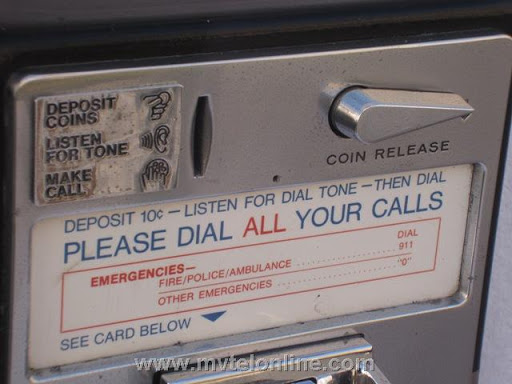 DEPOSIT
COINS
LISTEN
FOR TONE
MAKE
CALL
COIN RELEASE
DEPOSIT 10¢ — LISTEN FOR DIAL TONE — THEN DIAL
PLEASE DIAL ALL YOUR CALLS
DIAL
EMERGENCIES—
FIRE/POLICE/AMBULANCE .................... 911
OTHER EMERGENCIES .................... "0"
SEE CARD BELOW
www.mytelonline.com